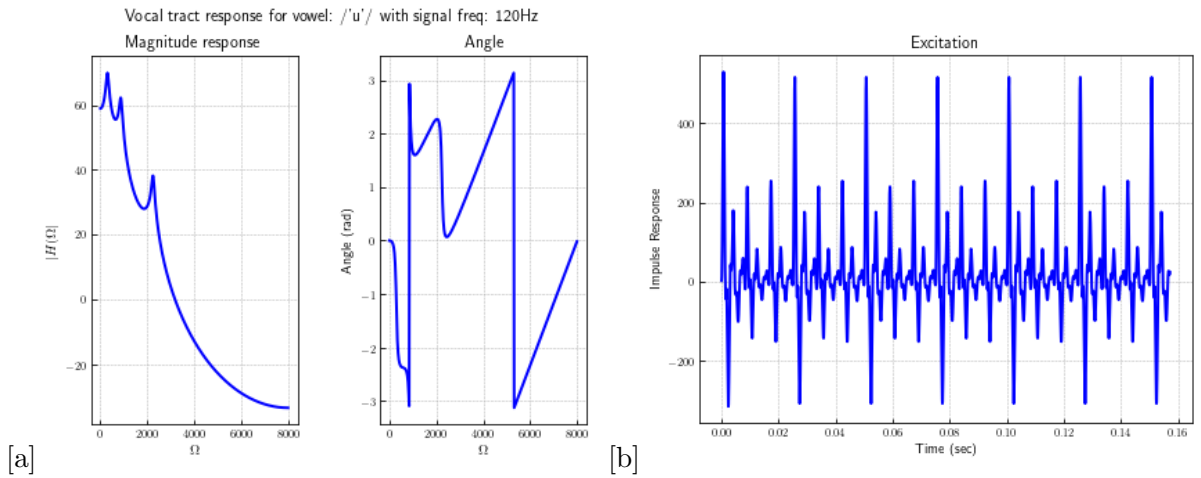 Vocal tract response for vowel: /'u'/ with signal freq: 120Hz
Magnitude response
Angle
Excitation
|H(Ω|
60
40
20
0
−20
0 2000 4000 6000 8000
Ω
Angle (rad)
3
2
1
0
−1
−2
−3
0 2000 4000 6000 8000
Ω
Impulse Response
400
200
0
−200
0.00 0.02 0.04 0.06 0.08 0.10 0.12 0.14 0.16
Time (sec)
[a]
[b]